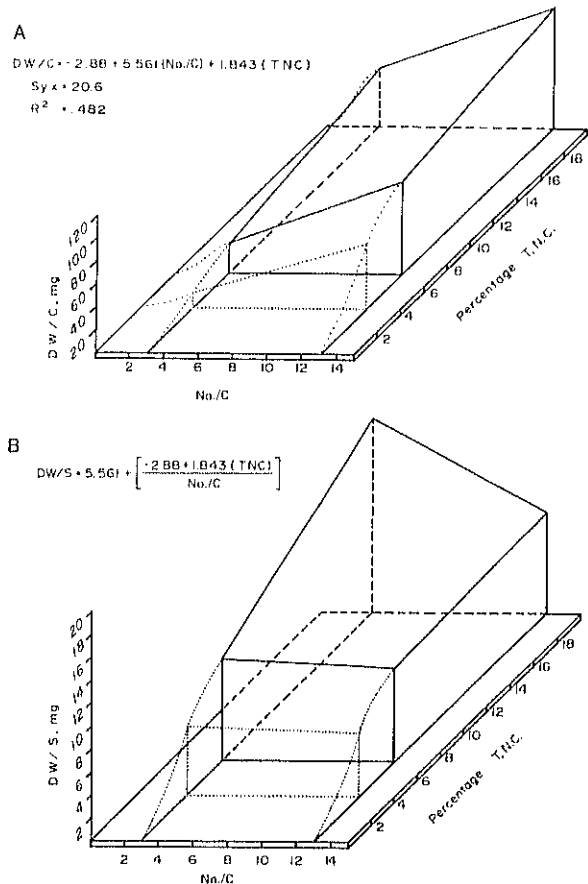 A
DW/C=-2.88+5.561(No./C)+1.843(TNC)
Syx=20.6
R² = .482
120
100
80
60
40
20
DW/C, mg
2 4 6 8 10 12 14
No./C
2
4
6
8
10
12
14
16
18
Percentage T.N.C.
B
DW/S=5.561+[-2.88+1.843(TNC)
No./C]
20
18
16
14
12
10
8
6
4
2
DW/S, mg
2 4 6 8 10 12 14
No./C
2
4
6
8
10
12
14
16
18
Percentage T.N.C.